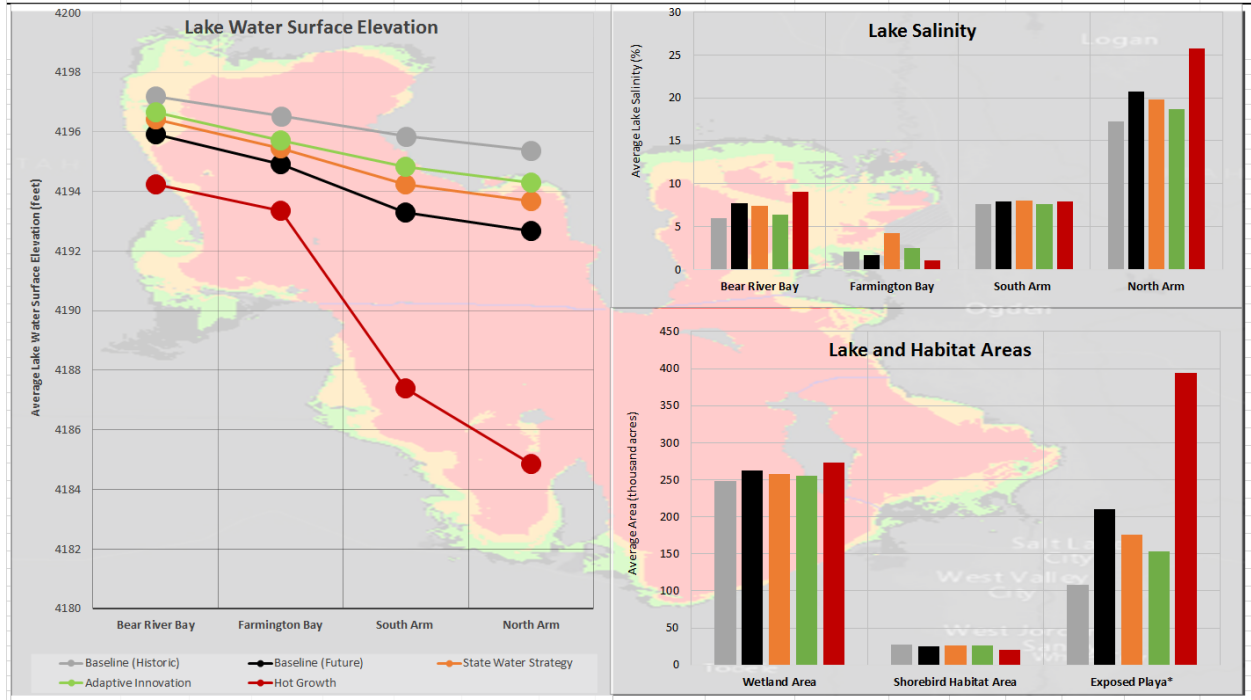 Lake Water Surface Elevation
Average Lake Water Surface Elevation (feet)
4200
4198
4196
4194
4192
4190
4188
4186
4184
4182
4180
Bear River Bay
Farmington Bay
South Arm
North Arm
Baseline (Historic)
Baseline (Future)
State Water Strategy
Adaptive Innovation
Hot Growth
Lake Salinity
Average Lake Salinity (%)
30
25
20
15
10
5
0
Bear River Bay
Farmington Bay
South Arm
North Arm
Logan
Ogden
Lake and Habitat Areas
Average Area (thousand acres)
450
400
350
300
250
200
150
100
50
0
Wetland Area
Shorebird Habitat Area
Exposed Playa*
Salt La
City
West Valley
City
West Jor